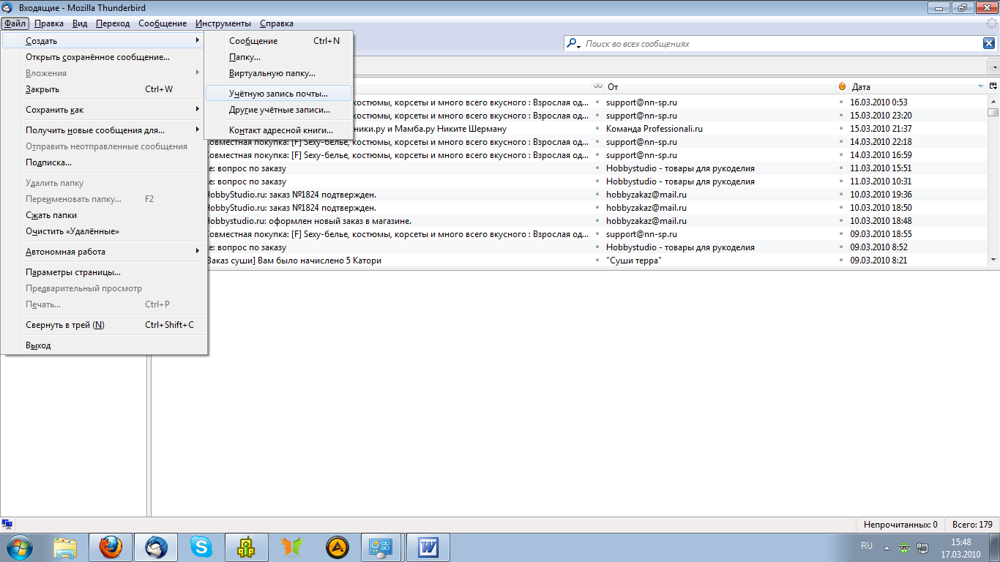 Входящие - Mozilla Thunderbird
Файл Правка Вид Переход Сообщение Инструменты Справка
Создать
Открыть сохранённое сообщение...
Вложения
Закрыть Ctrl+W
Сохранить как
Получить новые сообщения для...
Отправить неотправленные сообщения
Подписка...
Удалить папку
Переименовать папку... F2
Сжать папки
Очистить «Удалённые»
Автономная работа
Параметры страницы...
Предварительный просмотр
Печать... Ctrl+P
Свернуть в трей (N) Ctrl+Shift+C
Выход
Сообщение Ctrl+N
Папку...
Виртуальную папку...
Учётную запись почты...
Другие учётные записи...
Контакт адресной книги...
Поиск во всех сообщениях
От Дата
костюмы, корсеты и много всего вкусного : Взрослая од... support@nn-sp.ru 16.03.2010 0:53
костюмы, корсеты и много всего вкусного : Взрослая од... support@nn-sp.ru 15.03.2010 23:20
ники.ру и Мамба.ру Никите Шерману Команда Professionali.ru 15.03.2010 21:37
Совместная покупка: [F] Sexy-белье, костюмы, корсеты и много всего вкусного : Взрослая од... support@nn-sp.ru 14.03.2010 22:18
Совместная покупка: [F] Sexy-белье, костюмы, корсеты и много всего вкусного : Взрослая од... support@nn-sp.ru 14.03.2010 16:59
е: вопрос по заказу Hobbystudio - товары для рукоделия 11.03.2010 15:51
е: вопрос по заказу Hobbystudio - товары для рукоделия 11.03.2010 10:31
HobbyStudio.ru: заказ №1824 подтвержден. hobbyzakaz@mail.ru 10.03.2010 19:36
HobbyStudio.ru: заказ №1824 подтвержден. hobbyzakaz@mail.ru 10.03.2010 18:50
Hobbystudio.ru: оформлен новый заказ в магазине. hobbyzakaz@mail.ru 10.03.2010 18:48
Совместная покупка: [F] Sexy-белье, костюмы, корсеты и много всего вкусного : Взрослая од... support@nn-sp.ru 09.03.2010 18:55
е: вопрос по заказу Hobbystudio - товары для рукоделия 09.03.2010 8:52
[Заказ суши] Вам было начислено 5 Катори "Суши терра" 09.03.2010 8:21
Непрочитанных: 0 Всего: 179
RU 15:48
17.03.2010